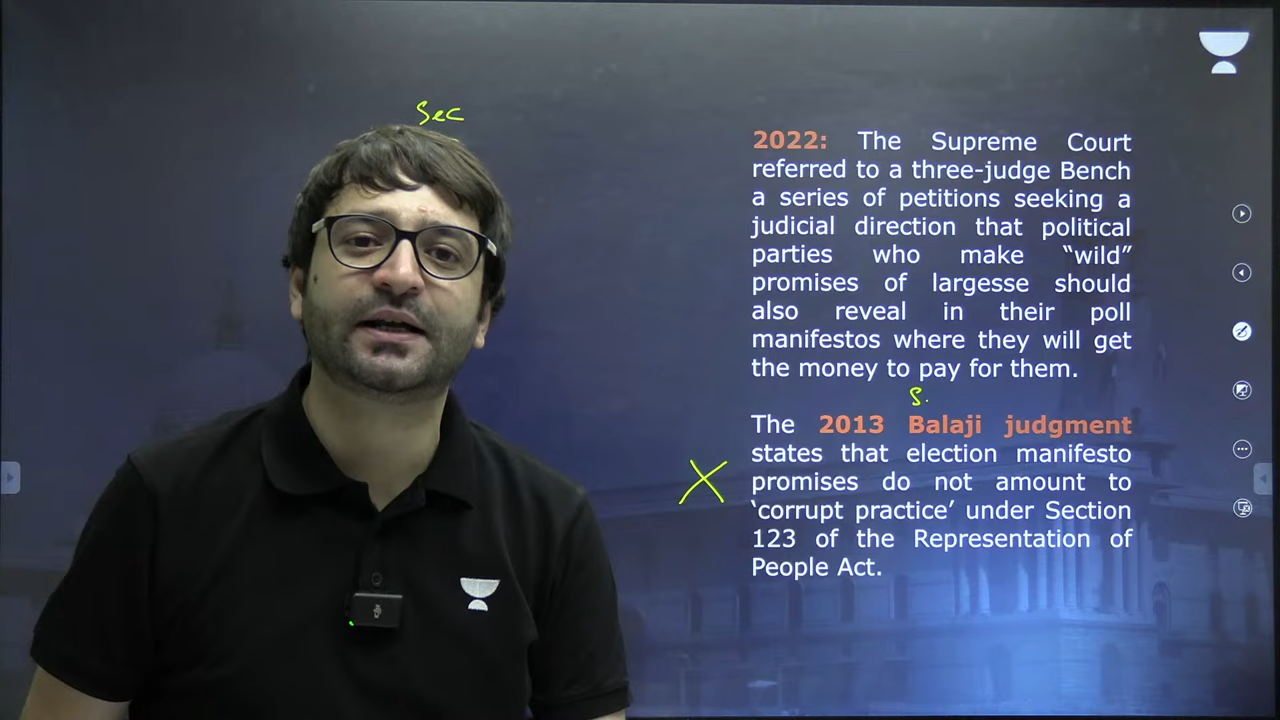 Sec
2022: The Supreme Court
referred to a three-judge Bench
a series of petitions seeking a
judicial direction that political
parties who make “wild”
promises of largesse should
also reveal in their poll
manifestos where they will get
the money to pay for them.
S.
The 2013 Balaji judgment
states that election manifesto
promises do not amount to
‘corrupt practice’ under Section
123 of the Representation of
People Act.